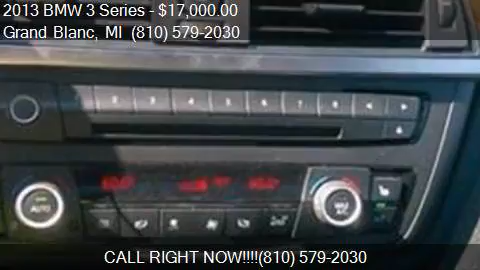 2013 BMW 3 Series - $17,000.00
Grand Blanc, MI (810) 579-2030
AUTO
CALL RIGHT NOW!!!!(810) 579-2030